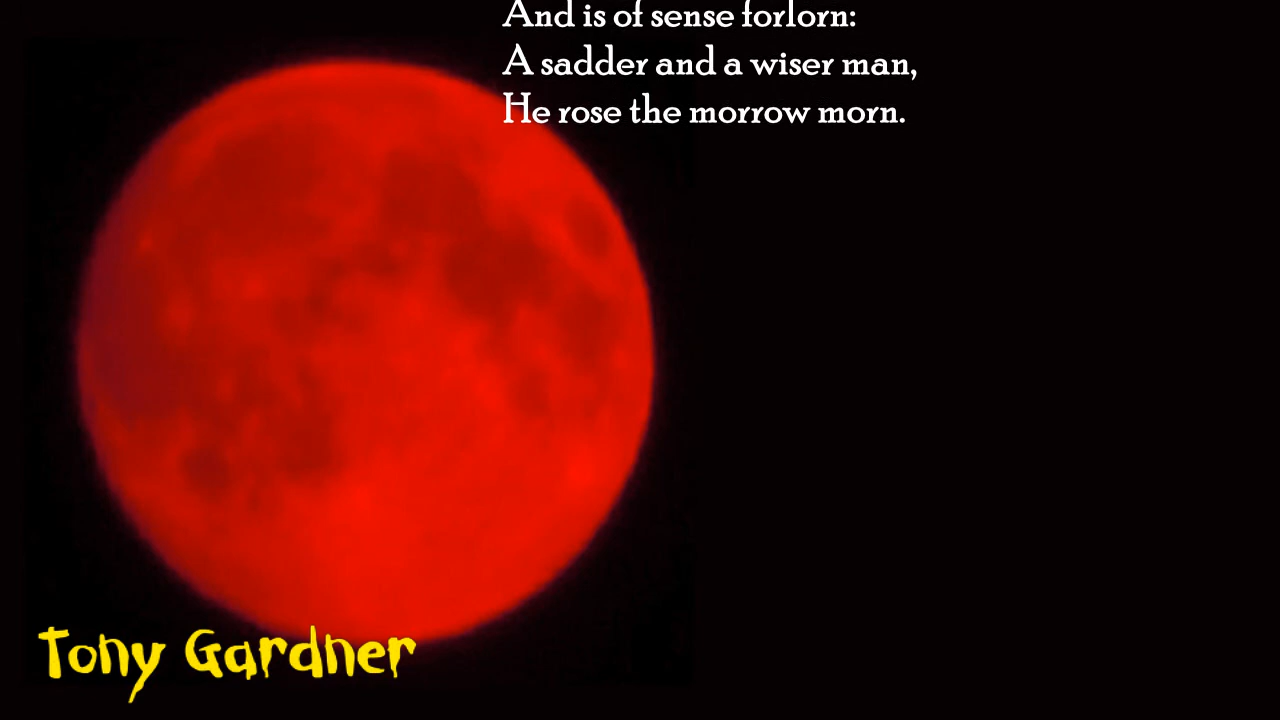 And is of sense forlorn:
A sadder and a wiser man,
He rose the morrow morn.
Tony Gardner